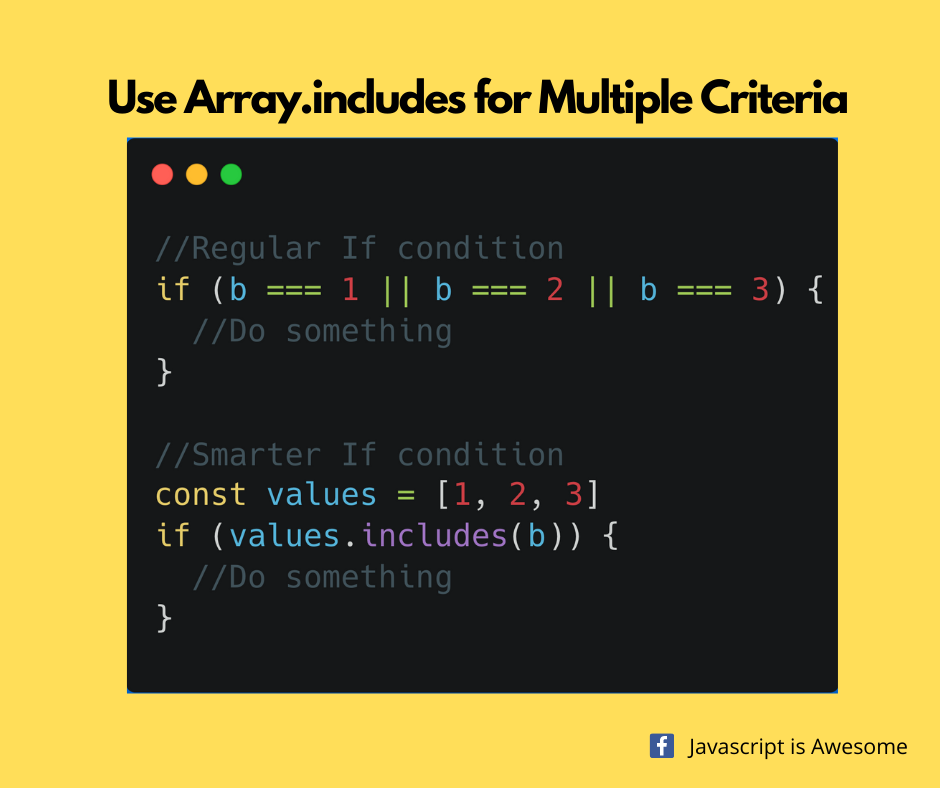 Use Array.includes for Multiple Criteria
//Regular If condition
if (b === 1 || b === 2 || b === 3) {
  //Do something
}
//Smarter If condition
const values = [1, 2, 3]
if (values.includes(b)) {
  //Do something
}
f Javascript is Awesome